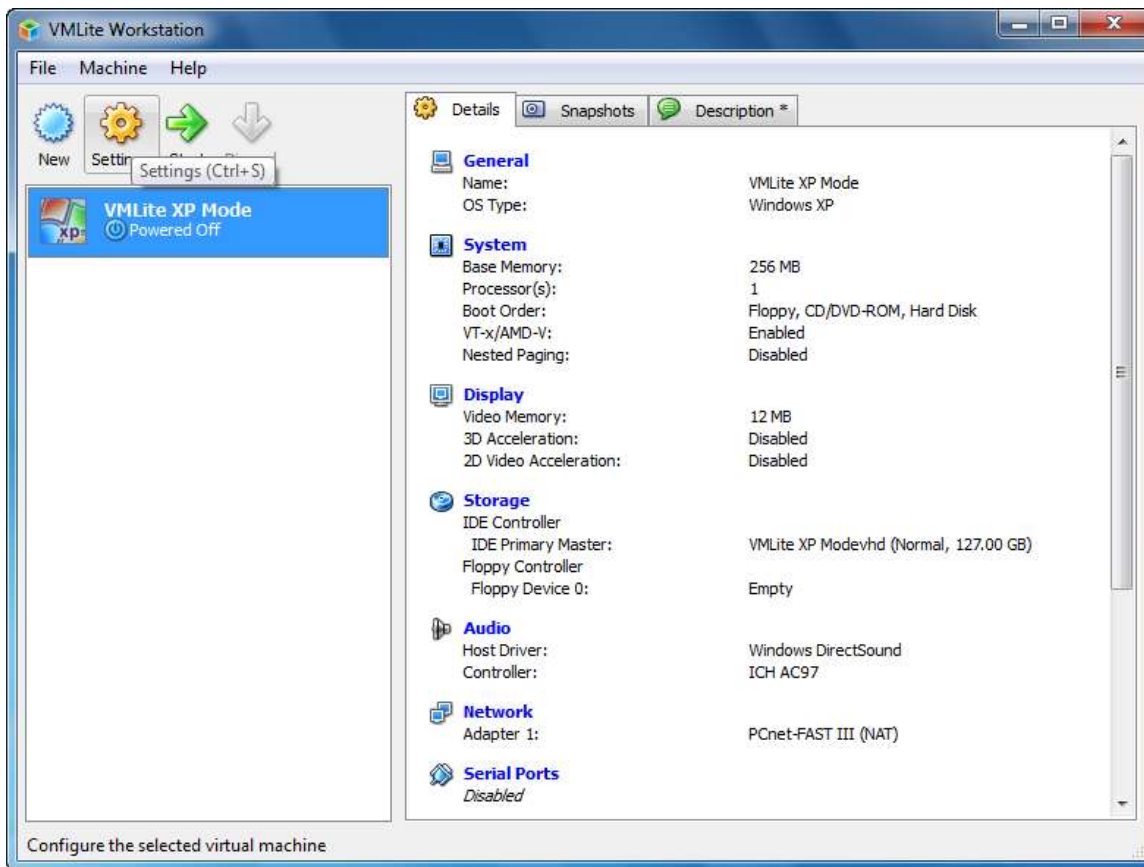 VMLite Workstation
File Machine Help
New
Settings (Ctrl+S)
VMLite XP Mode
Powered Off
Details Snapshots Description *
General
Name: VMLite XP Mode
OS Type: Windows XP
System
Base Memory: 256 MB
Processor(s): 1
Boot Order: Floppy, CD/DVD-ROM, Hard Disk
VT-x/AMD-V: Enabled
Nested Paging: Disabled
Display
Video Memory: 12 MB
3D Acceleration: Disabled
2D Video Acceleration: Disabled
Storage
IDE Controller
IDE Primary Master: VMLite XP Modevhd (Normal, 127.00 GB)
Floppy Controller
Floppy Device 0: Empty
Audio
Host Driver: Windows DirectSound
Controller: ICH AC97
Network
Adapter 1: PCnet-FAST III (NAT)
Serial Ports
Disabled
Configure the selected virtual machine